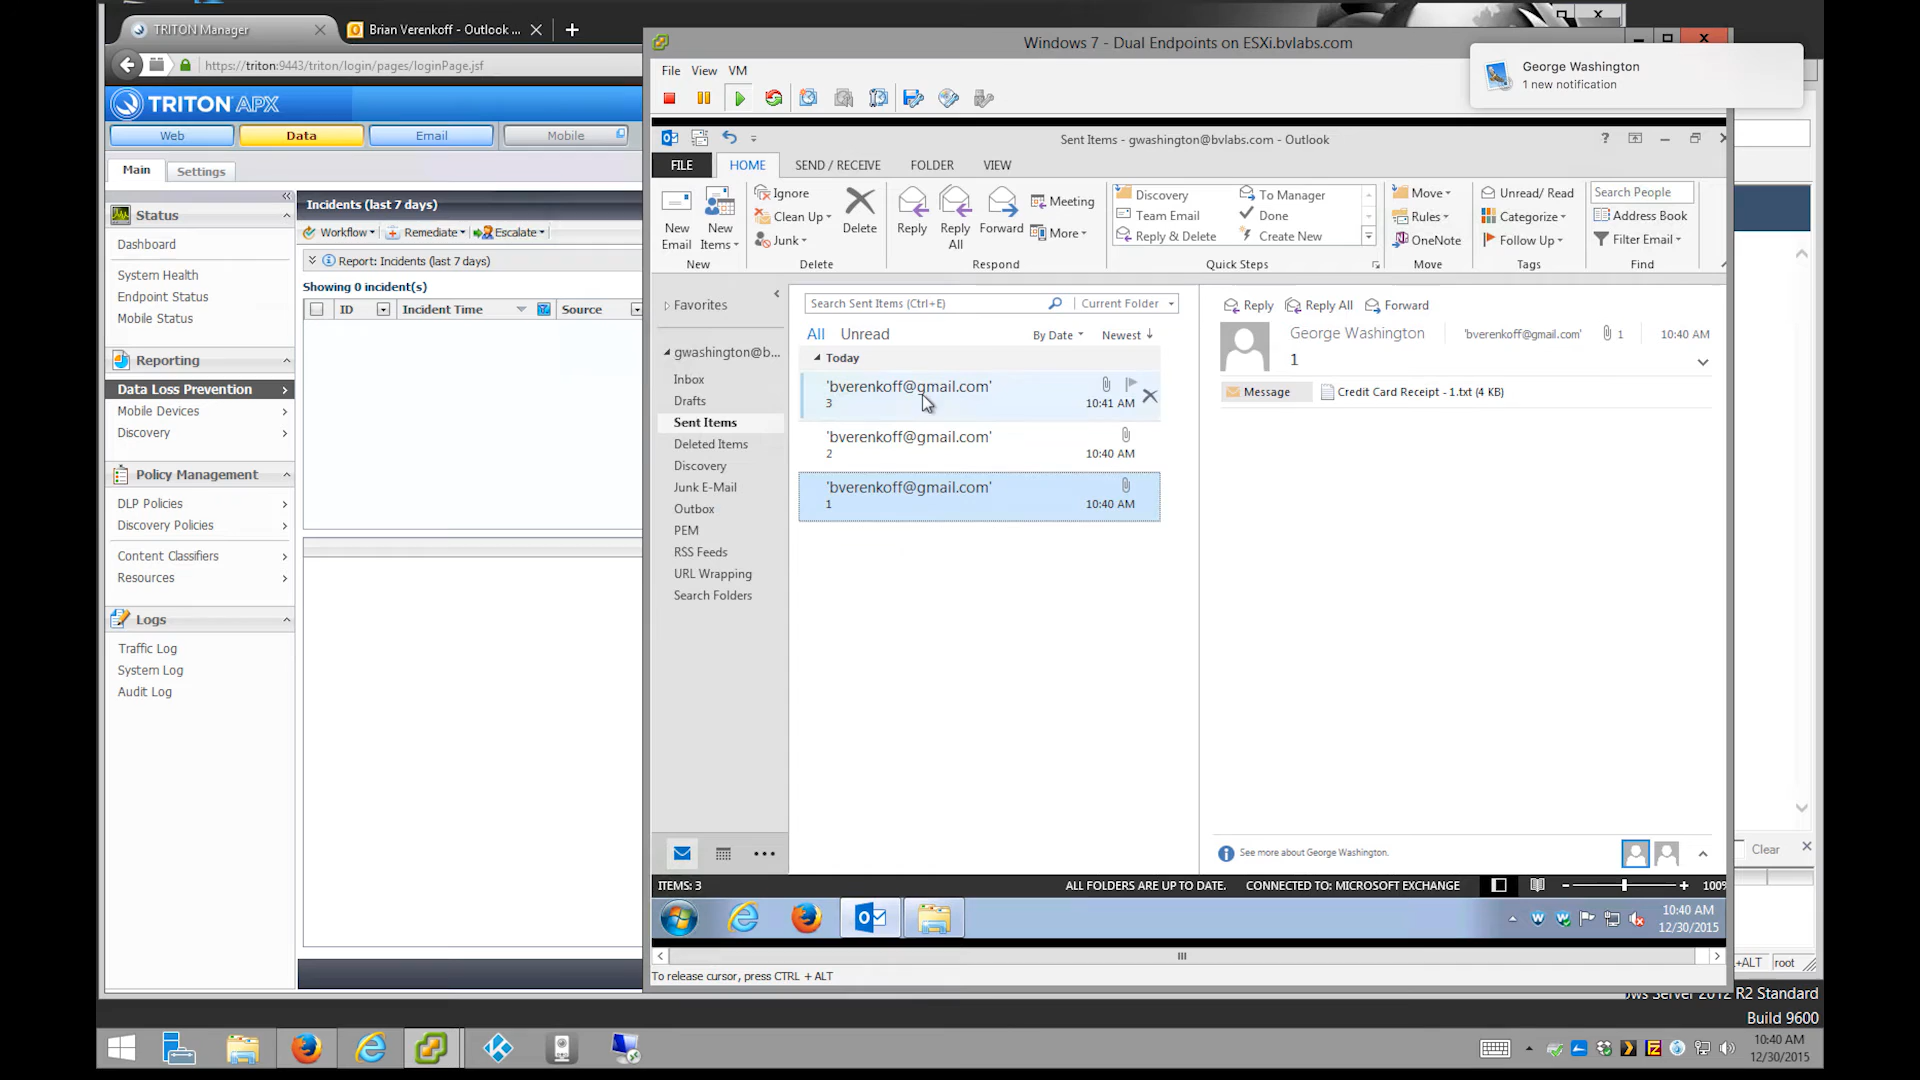 TRITON Manager
Brian Verenkoff - Outlook ...
https://triton:9443/triton/login/pages/loginPage.jsf
TRITON APX
Web
Data
Email
Mobile
Main
Settings
Status
Dashboard
System Health
Endpoint Status
Mobile Status
Reporting
Data Loss Prevention
Mobile Devices
Discovery
Policy Management
DLP Policies
Discovery Policies
Content Classifiers
Resources
Logs
Traffic Log
System Log
Audit Log
Incidents (last 7 days)
Workflow
Remediate
Escalate
Report: Incidents (last 7 days)
Showing 0 incident(s)
ID
Incident Time
Source
Windows 7 - Dual Endpoints on ESXi.bvlabs.com
File View VM
George Washington
1 new notification
Sent Items - gwashington@bvlabs.com - Outlook
FILE
HOME
SEND / RECEIVE
FOLDER
VIEW
New Email
New Items
New
Ignore
Clean Up
Junk
Delete
Delete
Reply
Reply All
Forward
Meeting
More
Respond
Discovery
Team Email
Reply & Delete
To Manager
Done
Create New
Quick Steps
Move
Rules
OneNote
Move
Unread/ Read
Categorize
Follow Up
Tags
Search People
Address Book
Filter Email
Find
Favorites
gwashington@b...
Inbox
Drafts
Sent Items
Deleted Items
Discovery
Junk E-Mail
Outbox
PEM
RSS Feeds
URL Wrapping
Search Folders
Search Sent Items (Ctrl+E)
Current Folder
All
Unread
By Date
Newest
Today
'bverenkoff@gmail.com'
3
10:41 AM
'bverenkoff@gmail.com'
2
10:40 AM
'bverenkoff@gmail.com'
1
10:40 AM
Reply
Reply All
Forward
George Washington
'bverenkoff@gmail.com'
1
10:40 AM
1
Message
Credit Card Receipt - 1.txt (4 KB)
See more about George Washington.
Clear
ITEMS: 3
ALL FOLDERS ARE UP TO DATE.
CONNECTED TO: MICROSOFT EXCHANGE
100%
10:40 AM
12/30/2015
To release cursor, press CTRL + ALT
+ALT
root
R2 Standard
Build 9600
10:40 AM
12/30/2015